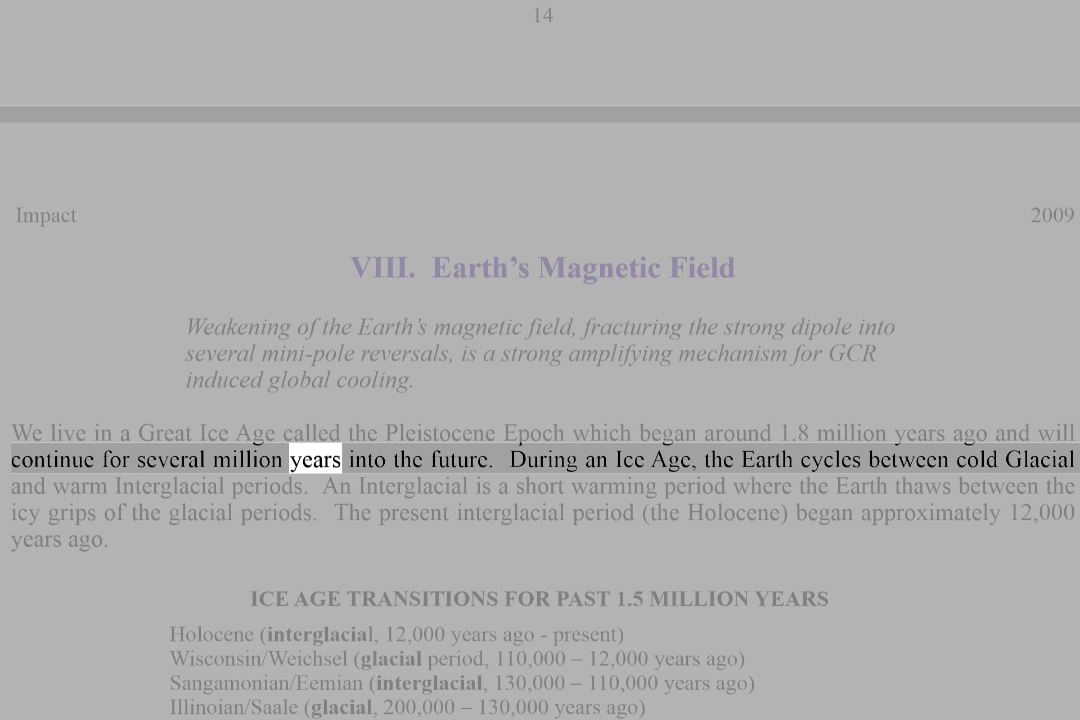 14
Impact 2009
VIII. Earth's Magnetic Field
Weakening of the Earth's magnetic field, fracturing the strong dipole into
several mini-pole reversals, is a strong amplifying mechanism for GCR
induced global cooling.
We live in a Great Ice Age called the Pleistocene Epoch which began around 1.8 million years ago and will
continue for several million years into the future. During an Ice Age, the Earth cycles between cold Glacial
and warm Interglacial periods. An Interglacial is a short warming period where the Earth thaws between the
icy grips of the glacial periods. The present interglacial period (the Holocene) began approximately 12,000
years ago.
ICE AGE TRANSITIONS FOR PAST 1.5 MILLION YEARS
Holocene (interglacial, 12,000 years ago - present)
Wisconsin/Weichsel (glacial period, 110,000 – 12,000 years ago)
Sangamonian/Eemian (interglacial, 130,000 – 110,000 years ago)
Illinoian/Saale (glacial, 200,000 – 130,000 years ago)